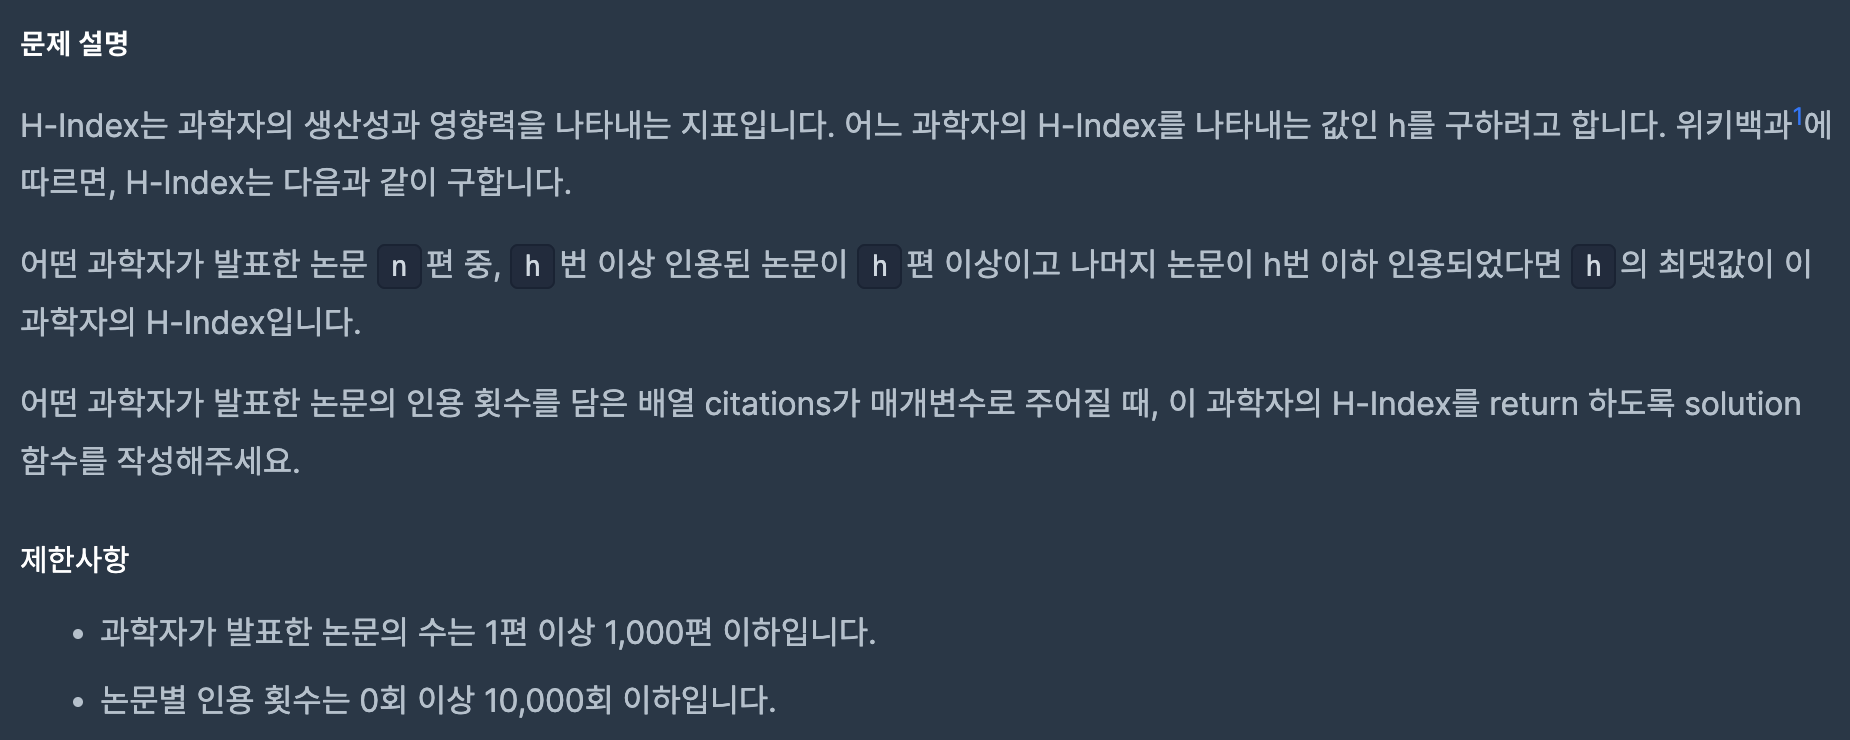 문제 설명
H-Index는 과학자의 생산성과 영향력을 나타내는 지표입니다. 어느 과학자의 H-Index를 나타내는 값인 h를 구하려고 합니다. 위키백과1에
따르면, H-Index는 다음과 같이 구합니다.
어떤 과학자가 발표한 논문 n 편 중, h 번 이상 인용된 논문이 h 편 이상이고 나머지 논문이 h번 이하 인용되었다면 h 의 최댓값이 이
과학자의 H-Index입니다.
어떤 과학자가 발표한 논문의 인용 횟수를 담은 배열 citations가 매개변수로 주어질 때, 이 과학자의 H-Index를 return 하도록 solution
함수를 작성해주세요.
제한사항
• 과학자가 발표한 논문의 수는 1편 이상 1,000편 이하입니다.
• 논문별 인용 횟수는 0회 이상 10,000회 이하입니다.